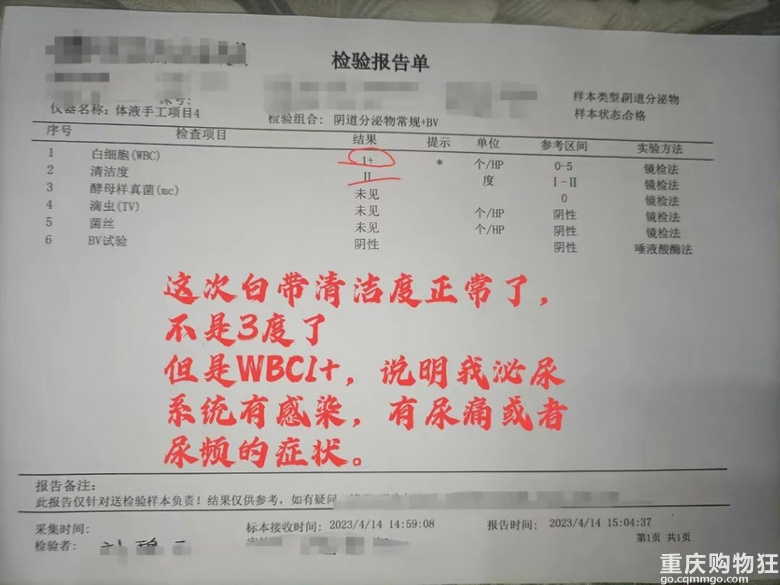 检验报告单
样本类型:阴道分泌物
仪器名称: 体液手工项目4 检验组合: 阴道分泌物常规+BV 样本状态:合格
序号 检查项目 结果 提示 单位 参考区间 实验方法
1 白细胞(WBC) 1+ * 个/HP 0-5 镜检法
2 清洁度 II 度 I-II 镜检法
3 酵母样真菌(mc) 未见 0 镜检法
4 滴虫(TV) 未见 个/HP 阴性 镜检法
5 菌丝 未见 个/HP 阴性 镜检法
6 BV试验 阴性 阴性 唾液酸酶法
这次白带清洁度正常了,
不是3度了
但是WBC1+,说明我泌尿
系统有感染,有尿痛或者
尿频的症状。
报告备注:
此报告仅针对送检验样本负责!结果仅供参考,如有疑问
采集时间: 标本接收时间: 2023/4/14 14:59:08 报告时间: 2023/4/14 15:04:37
检验者: 第1页 共1页
重庆购物狂
go.cqmmgo.com